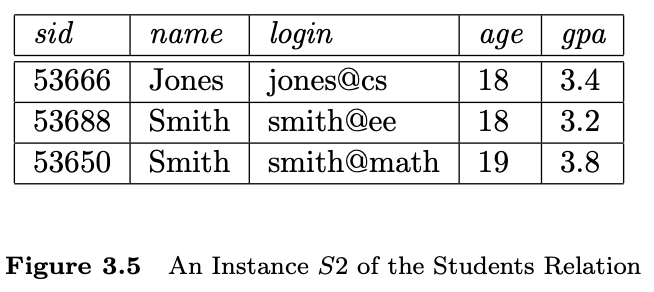 sid name login age gpa
53666 Jones jones@cs 18 3.4
53688 Smith smith@ee 18 3.2
53650 Smith smith@math 19 3.8
Figure 3.5 An Instance S2 of the Students Relation